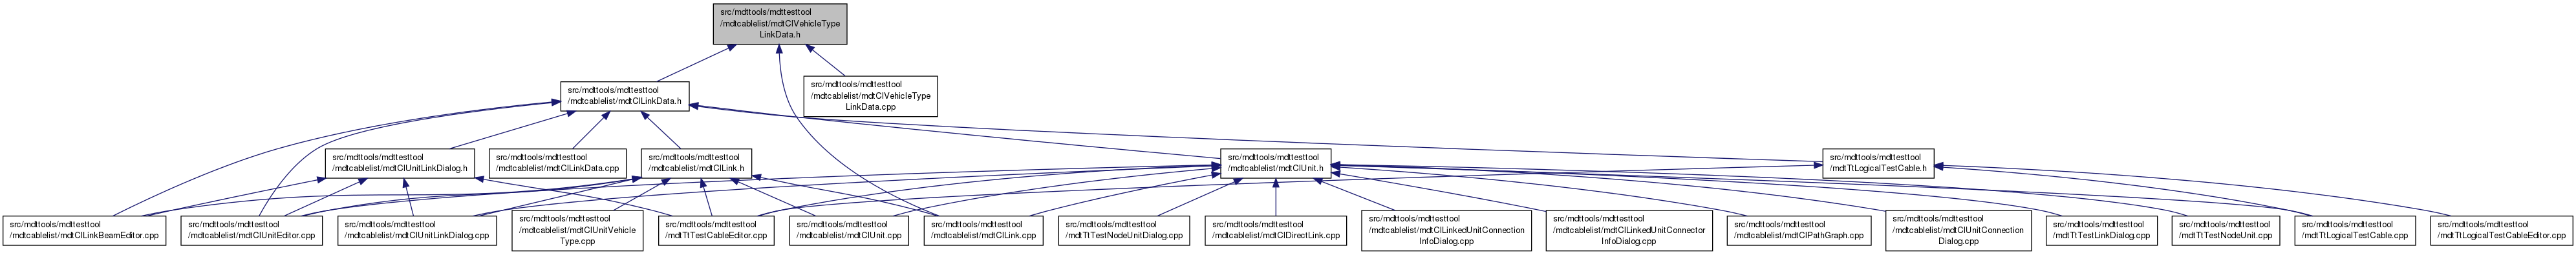 src/mdttools/mdttesttool
/mdtcablelist/mdtClVehicleType
LinkData.h
src/mdttools/mdttesttool
/mdtcablelist/mdtClLinkData.h
src/mdttools/mdttesttool
/mdtcablelist/mdtClVehicleType
LinkData.cpp
src/mdttools/mdttesttool
/mdtcablelist/mdtClUnitLinkDialog.h
src/mdttools/mdttesttool
/mdtcablelist/mdtClLinkData.cpp
src/mdttools/mdttesttool
/mdtcablelist/mdtClLink.h
src/mdttools/mdttesttool
/mdtcablelist/mdtClUnit.h
src/mdttools/mdttesttool
/mdtTtLogicalTestCable.h
src/mdttools/mdttesttool
/mdtcablelist/mdtClLinkBeamEditor.cpp
src/mdttools/mdttesttool
/mdtcablelist/mdtClUnitEditor.cpp
src/mdttools/mdttesttool
/mdtcablelist/mdtClUnitLinkDialog.cpp
src/mdttools/mdttesttool
/mdtcablelist/mdtClUnitVehicle
Type.cpp
src/mdttools/mdttesttool
/mdtTtTestCableEditor.cpp
src/mdttools/mdttesttool
/mdtcablelist/mdtClUnit.cpp
src/mdttools/mdttesttool
/mdtcablelist/mdtClLink.cpp
src/mdttools/mdttesttool
/mdtTtTestNodeUnitDialog.cpp
src/mdttools/mdttesttool
/mdtcablelist/mdtClDirectLink.cpp
src/mdttools/mdttesttool
/mdtcablelist/mdtClLinkedUnitConnection
InfoDialog.cpp
src/mdttools/mdttesttool
/mdtcablelist/mdtClLinkedUnitConnector
InfoDialog.cpp
src/mdttools/mdttesttool
/mdtcablelist/mdtClPathGraph.cpp
src/mdttools/mdttesttool
/mdtcablelist/mdtClUnitConnection
Dialog.cpp
src/mdttools/mdttesttool
/mdtTtTestLinkDialog.cpp
src/mdttools/mdttesttool
/mdtTtTestNodeUnit.cpp
src/mdttools/mdttesttool
/mdtTtLogicalTestCable.cpp
src/mdttools/mdttesttool
/mdtTtLogicalTestCableEditor.cpp